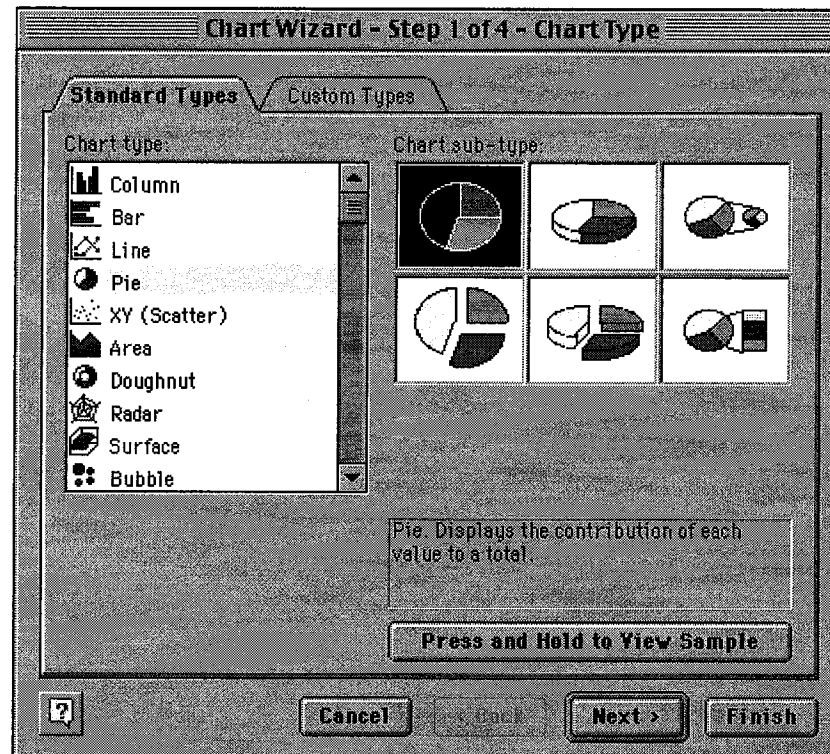 Chart Wizard - Step 1 of 4 - Chart Type
Standard Types
Custom Types
Chart type:
Chart sub-type:
Column
Bar
Line
Pie
XY (Scatter)
Area
Doughnut
Radar
Surface
Bubble
Pie. Displays the contribution of each
value to a total.
Press and Hold to View Sample
?
Cancel
< Back
Next >
Finish